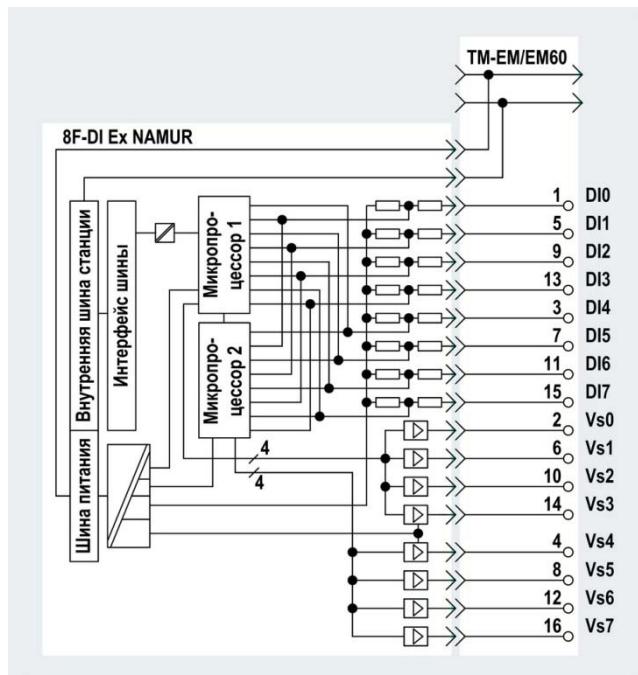 TM-EM/EM60
8F-DI Ex NAMUR
Внутренняя шина станции
Интерфейс шины
Микропро-
цессор 1
Микропро-
цессор 2
Шина питания
4
4
1 DI0
5 DI1
9 DI2
13 DI3
3 DI4
7 DI5
11 DI6
15 DI7
2 Vs0
6 Vs1
10 Vs2
14 Vs3
4 Vs4
8 Vs5
12 Vs6
16 Vs7